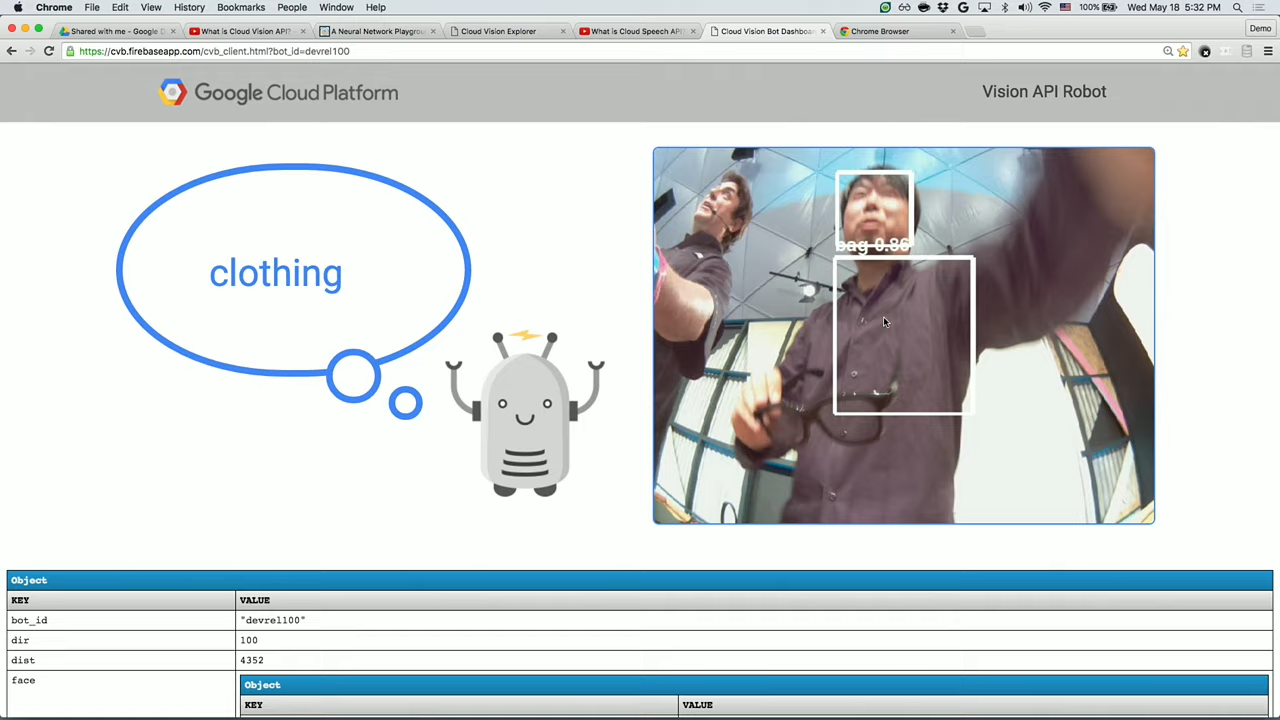 Chrome File Edit View History Bookmarks People Window Help 100% Wed May 18 5:32 PM
Shared with me - Google D What is Cloud Vision API? A Neural Network Playgrou Cloud Vision Explorer What is Cloud Speech API? Cloud Vision Bot Dashboa Chrome Browser Demo
https://cvb.firebaseapp.com/cvb_client.html?bot_id=devrel100
Google Cloud Platform Vision API Robot
clothing
bag 0.86
Object
KEY VALUE
bot_id "devrel100"
dir 100
dist 4352
face Object
KEY VALUE